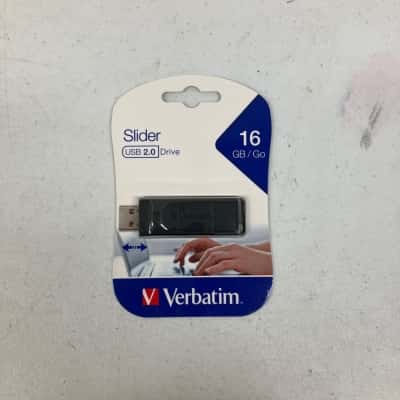 Slider
USB 2.0 Drive
16
GB / Go
Verbatim